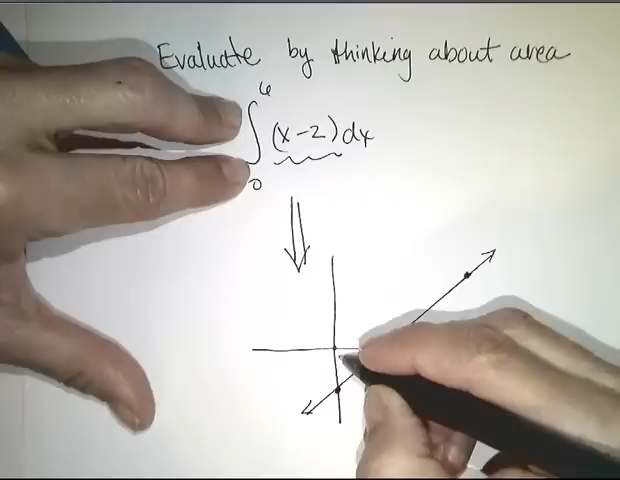 Evaluate by thinking about area
∫₀⁶ (x-2) dx